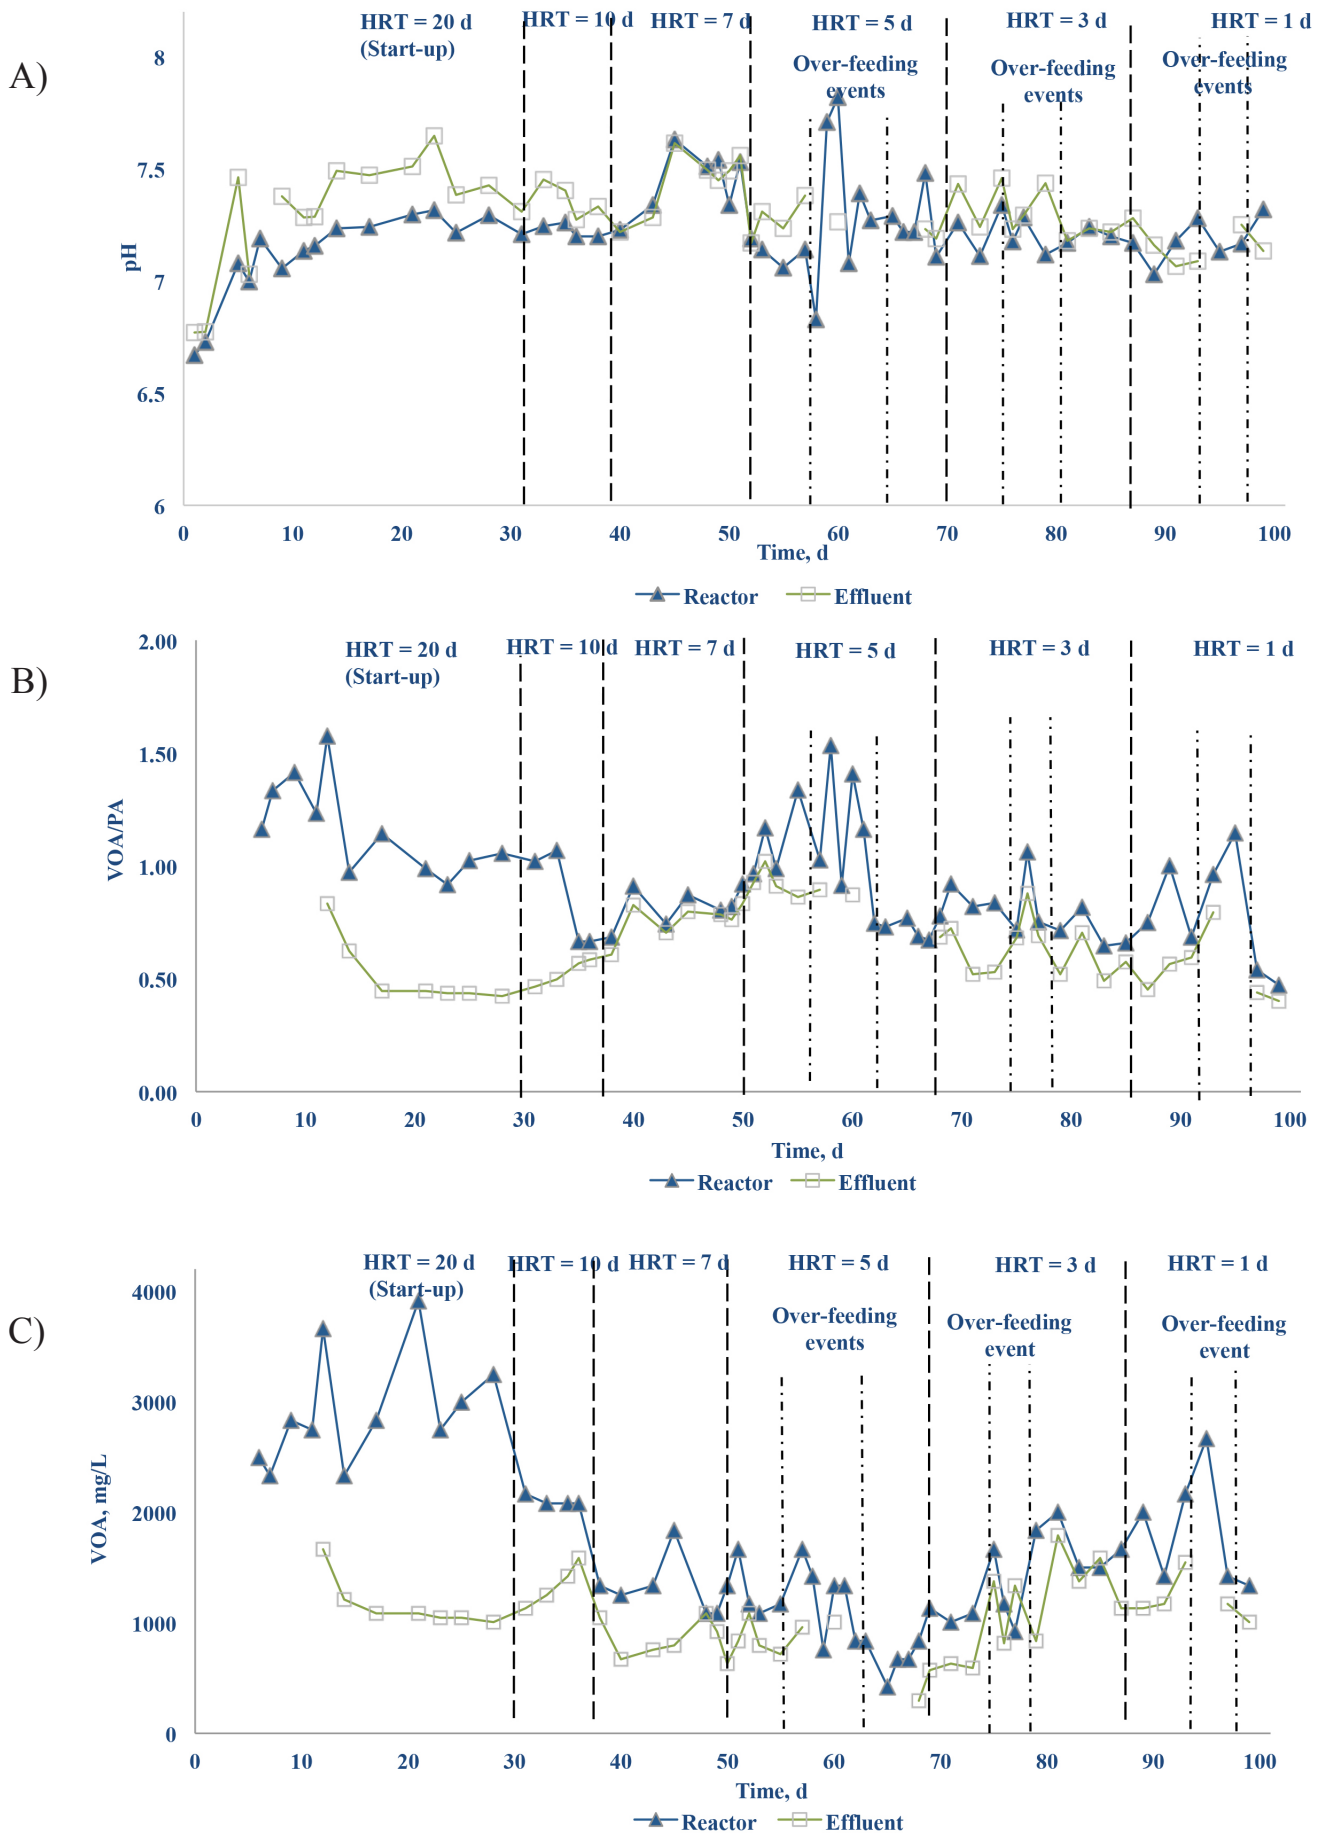 A)
HRT = 20 d
(Start-up)
HRT = 10 d
HRT = 7 d
HRT = 5 d
HRT = 3 d
HRT = 1 d
Over-feeding
events
Over-feeding
events
Over-feeding
events
8
7.5
7
6.5
6
pH
0 10 20 30 40 50 60 70 80 90 100
Time, d
Reactor Effluent
B)
HRT = 20 d
(Start-up)
HRT = 10 d
HRT = 7 d
HRT = 5 d
HRT = 3 d
HRT = 1 d
2.00
1.50
1.00
0.50
0.00
VOA/PA
0 10 20 30 40 50 60 70 80 90 100
Time, d
Reactor Effluent
C)
HRT = 20 d
(Start-up)
HRT = 10 d
HRT = 7 d
HRT = 5 d
HRT = 3 d
HRT = 1 d
Over-feeding
events
Over-feeding
event
Over-feeding
event
4000
3000
2000
1000
0
VOA, mg/L
0 10 20 30 40 50 60 70 80 90 100
Time, d
Reactor Effluent